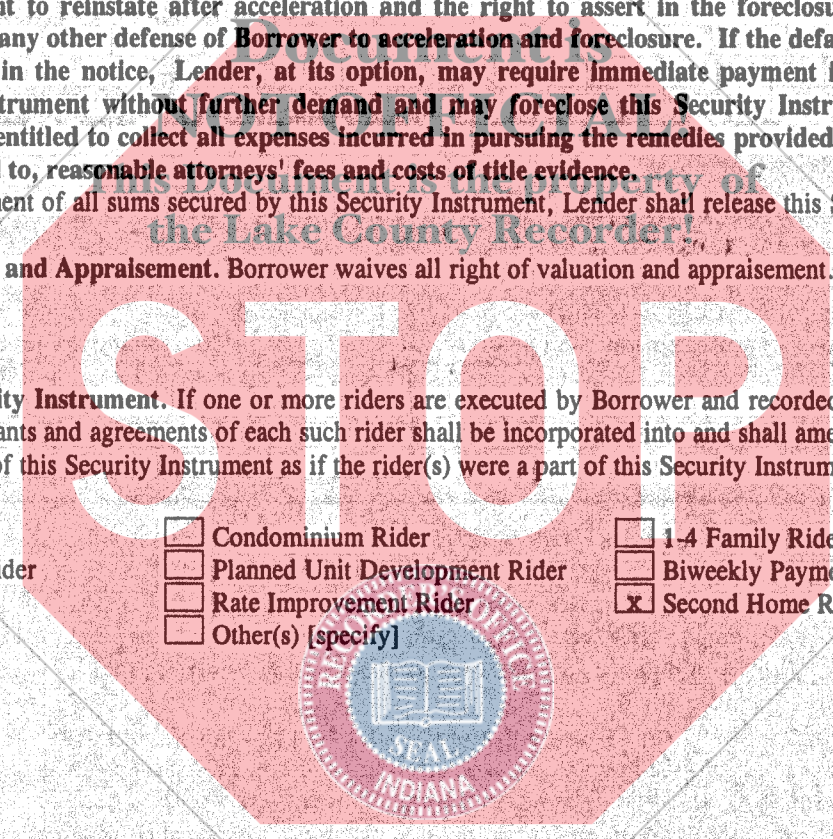 nt to reinstate after acceleration and the right to assert in the foreclosu
any other defense of Borrower to acceleration and foreclosure. If the defa
in the notice, Lender, at its option, may require immediate payment i
trument without further demand and may foreclose this Security Instr
entitled to collect all expenses incurred in pursuing the remedies provided
l to, reasonable attorneys' fees and costs of title evidence.
ent of all sums secured by this Security Instrument, Lender shall release this S
and Appraisement. Borrower waives all right of valuation and appraisement.
Document is
NOT OFFICIAL!
This Document is the property of
the Lake County Recorder!
STOP
ity Instrument. If one or more riders are executed by Borrower and recorded
ants and agreements of each such rider shall be incorporated into and shall ame
of this Security Instrument as if the rider(s) were a part of this Security Instrum
Condominium Rider
1-4 Family Ride
ider
Planned Unit Development Rider
Biweekly Payme
Rate Improvement Rider
x Second Home R
Other(s) [specify]
RECORDER'S OFFICE
SEAL
INDIANA